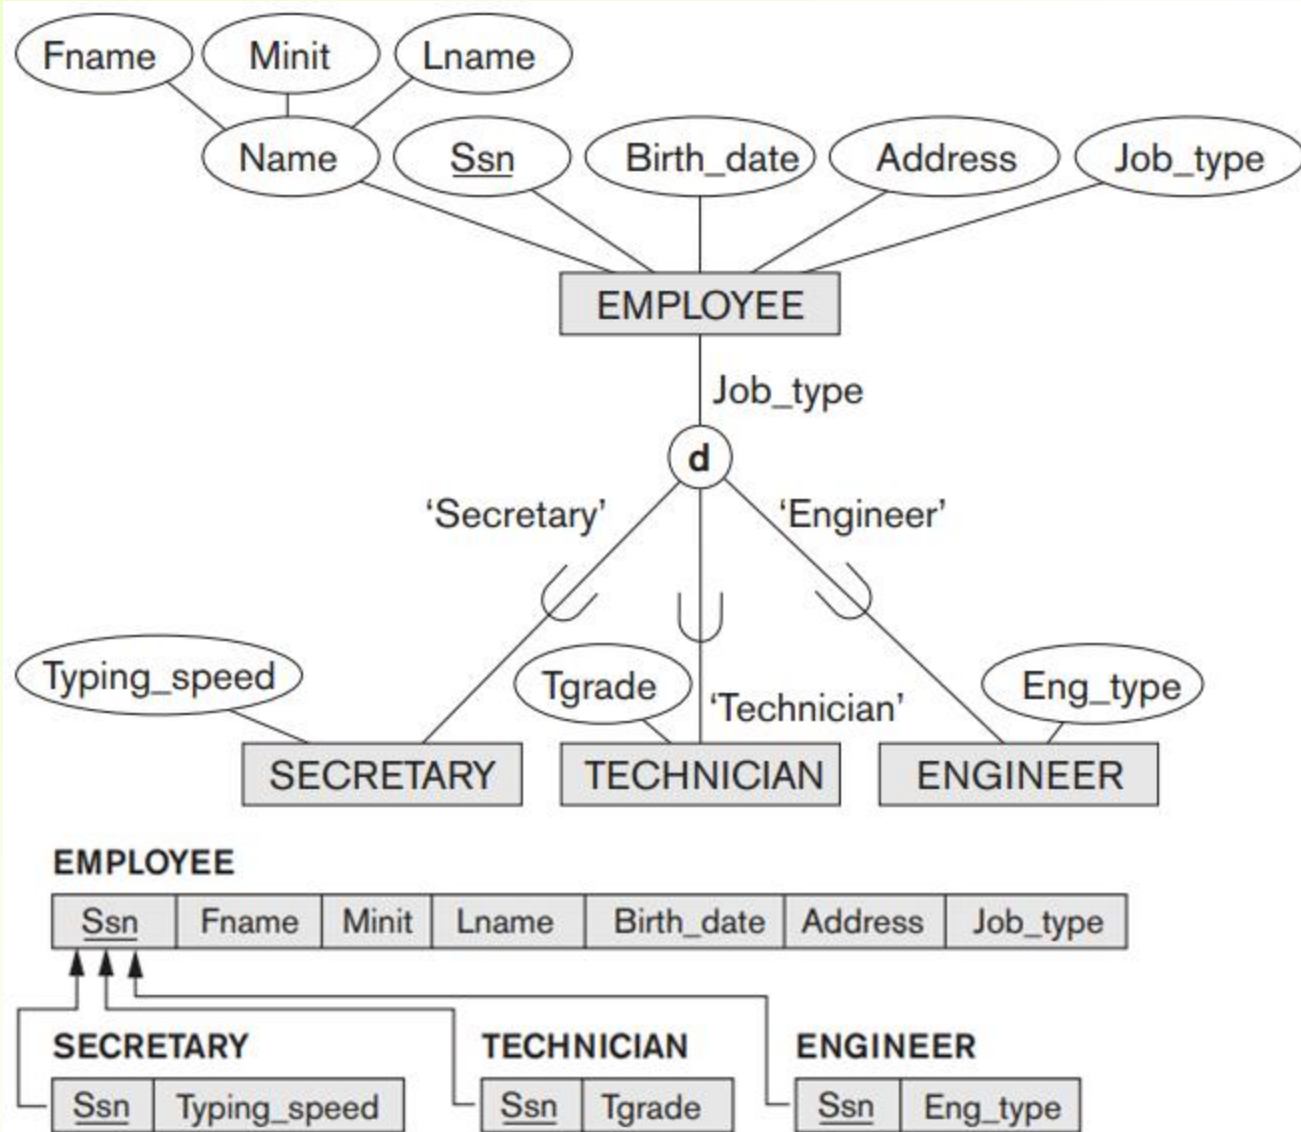 Fname Minit Lname
Name Ssn Birth_date Address Job_type
EMPLOYEE
Job_type
d
‘Secretary’ ‘Engineer’
Typing_speed Tgrade ‘Technician’ Eng_type
SECRETARY TECHNICIAN ENGINEER
EMPLOYEE
Ssn Fname Minit Lname Birth_date Address Job_type
SECRETARY TECHNICIAN ENGINEER
Ssn Typing_speed Ssn Tgrade Ssn Eng_type